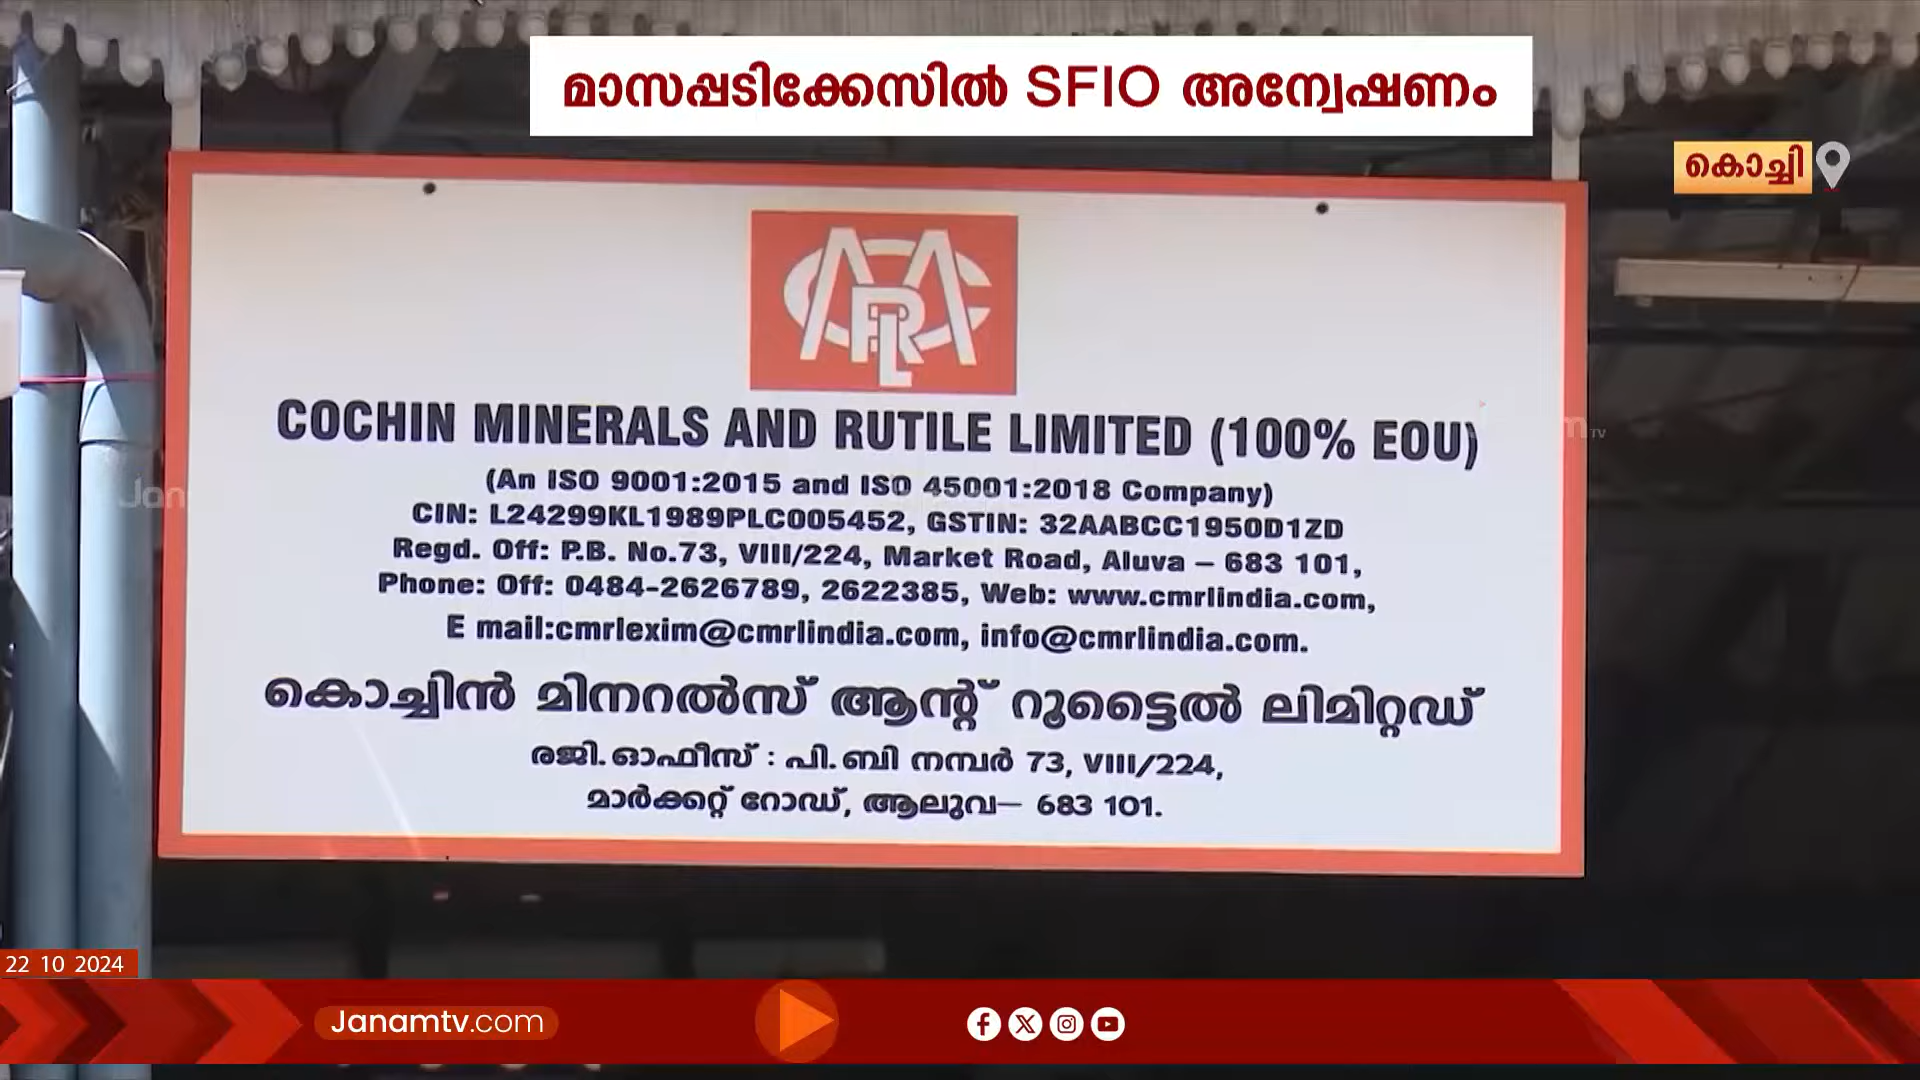 മാസപ്പടിക്കേസിൽ SFIO അന്വേഷണം
കൊച്ചി
CMRL
COCHIN MINERALS AND RUTILE LIMITED (100% EOU)
(An ISO 9001:2015 and ISO 45001:2018 Company)
CIN: L24299KL1989PLC005452, GSTIN: 32AABCC1950D1ZD
Regd. Off: P.B. No.73, VIII/224, Market Road, Aluva – 683 101,
Phone: Off: 0484-2626789, 2622385, Web: www.cmrlindia.com,
E mail:cmrlexim@cmrlindia.com, info@cmrlindia.com.
കൊച്ചിൻ മിനറൽസ് ആന്റ് റൂട്ടൈൽ ലിമിറ്റഡ്
രജി.ഓഫീസ് : പി.ബി നമ്പർ 73, VIII/224,
മാർക്കറ്റ് റോഡ്, ആലുവ– 683 101.
22 10 2024
Janamtv.com